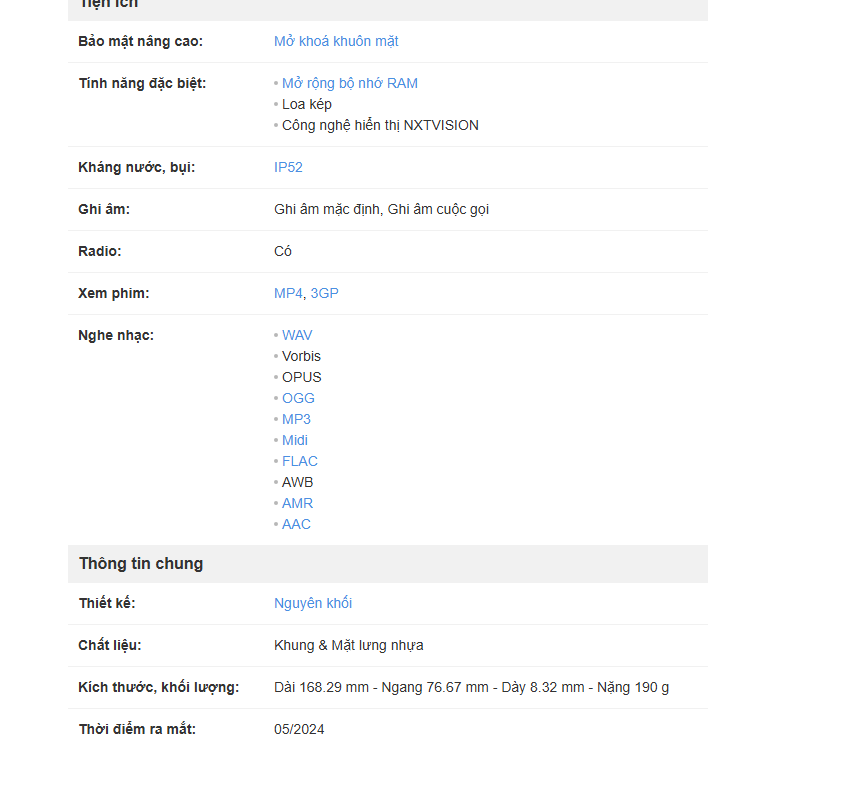 Tiện ích
Bảo mật nâng cao: Mở khoá khuôn mặt
Tính năng đặc biệt: • Mở rộng bộ nhớ RAM
• Loa kép
• Công nghệ hiển thị NXTVISION
Kháng nước, bụi: IP52
Ghi âm: Ghi âm mặc định, Ghi âm cuộc gọi
Radio: Có
Xem phim: MP4, 3GP
Nghe nhạc: • WAV
• Vorbis
• OPUS
• OGG
• MP3
• Midi
• FLAC
• AWB
• AMR
• AAC
Thông tin chung
Thiết kế: Nguyên khối
Chất liệu: Khung & Mặt lưng nhựa
Kích thước, khối lượng: Dài 168.29 mm - Ngang 76.67 mm - Dày 8.32 mm - Nặng 190 g
Thời điểm ra mắt: 05/2024